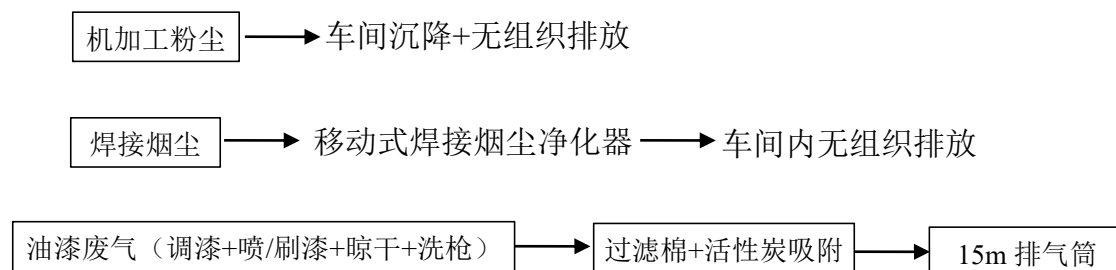 机加工粉尘 车间沉降+无组织排放
焊接烟尘 移动式焊接烟尘净化器 车间内无组织排放
油漆废气（调漆+喷/刷漆+晾干+洗枪） 过滤棉+活性炭吸附 15m 排气筒